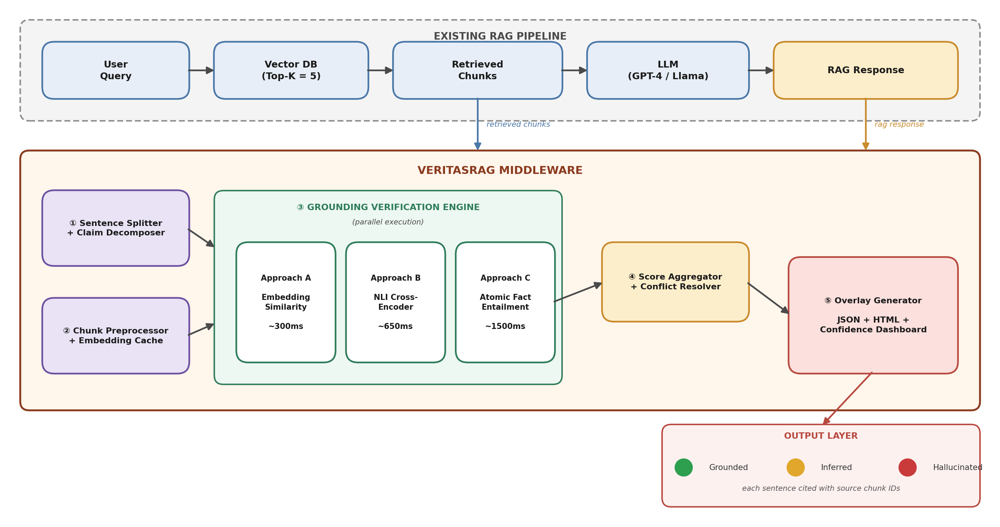 EXISTING RAG PIPELINE
User
Query
Vector DB
(Top-K = 5)
Retrieved
Chunks
LLM
(GPT-4 / Llama)
RAG Response
retrieved chunks
rag response
VERITASRAG MIDDLEWARE
① Sentence Splitter
+ Claim Decomposer
② Chunk Preprocessor
+ Embedding Cache
③ GROUNDING VERIFICATION ENGINE
(parallel execution)
Approach A
Embedding
Similarity
~300ms
Approach B
NLI Cross-
Encoder
~650ms
Approach C
Atomic Fact
Entailment
~1500ms
④ Score Aggregator
+ Conflict Resolver
⑤ Overlay Generator
JSON + HTML +
Confidence Dashboard
OUTPUT LAYER
Grounded
Inferred
Hallucinated
each sentence cited with source chunk IDs